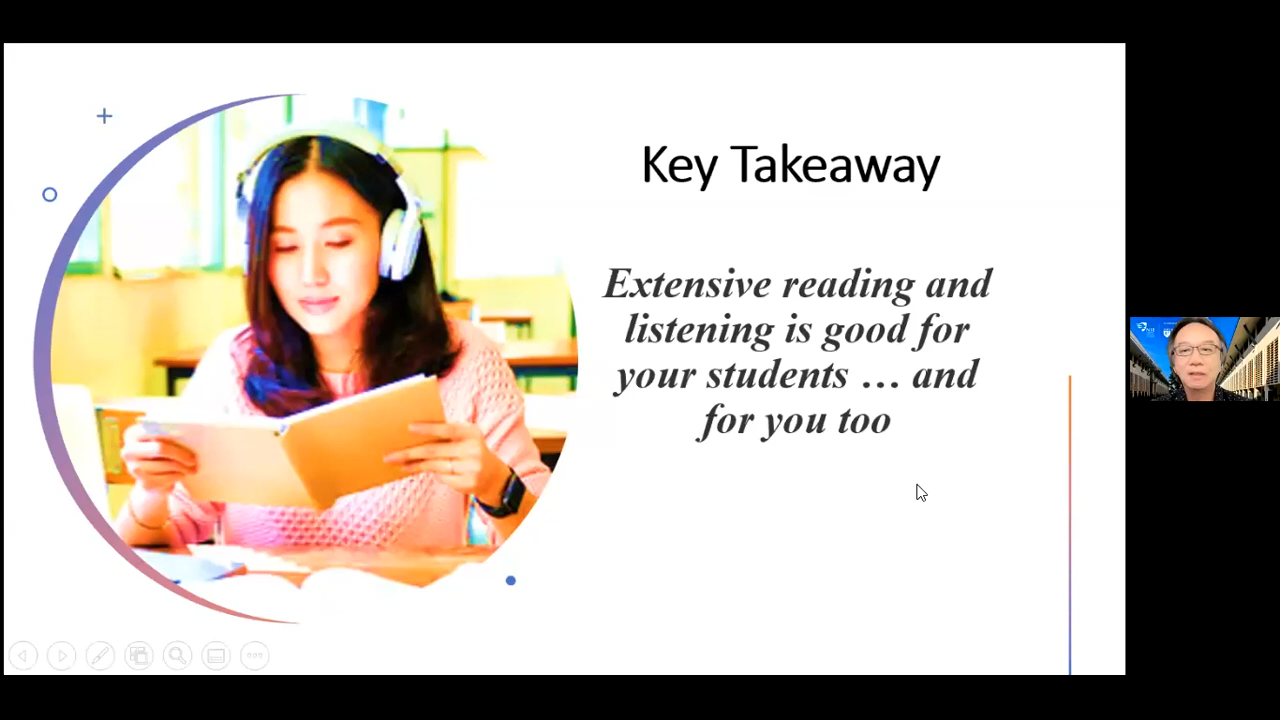 Key Takeaway
Extensive reading and
listening is good for
your students … and
for you too